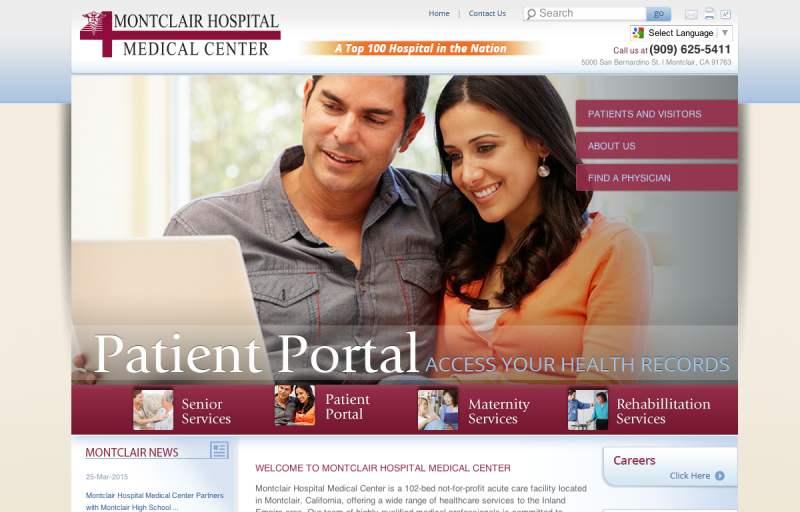 MONTCLAIR HOSPITAL
MEDICAL CENTER
Home | Contact Us
Search
go
A Top 100 Hospital in the Nation
Select Language ▼
Call us at (909) 625-5411
5000 San Bernardino St. | Montclair, CA 91763
PATIENTS AND VISITORS
ABOUT US
FIND A PHYSICIAN
Patient Portal ACCESS YOUR HEALTH RECORDS
Senior
Services
Patient
Portal
Maternity
Services
Rehabillitation
Services
MONTCLAIR NEWS
25-Mar-2015
Montclair Hospital Medical Center Partners
with Montclair High School ...
WELCOME TO MONTCLAIR HOSPITAL MEDICAL CENTER
Montclair Hospital Medical Center is a 102-bed not-for-profit acute care facility located
in Montclair, California, offering a wide range of healthcare services to the Inland
Empire area. Our team of highly qualified medical professionals is committed to
Careers
Click Here